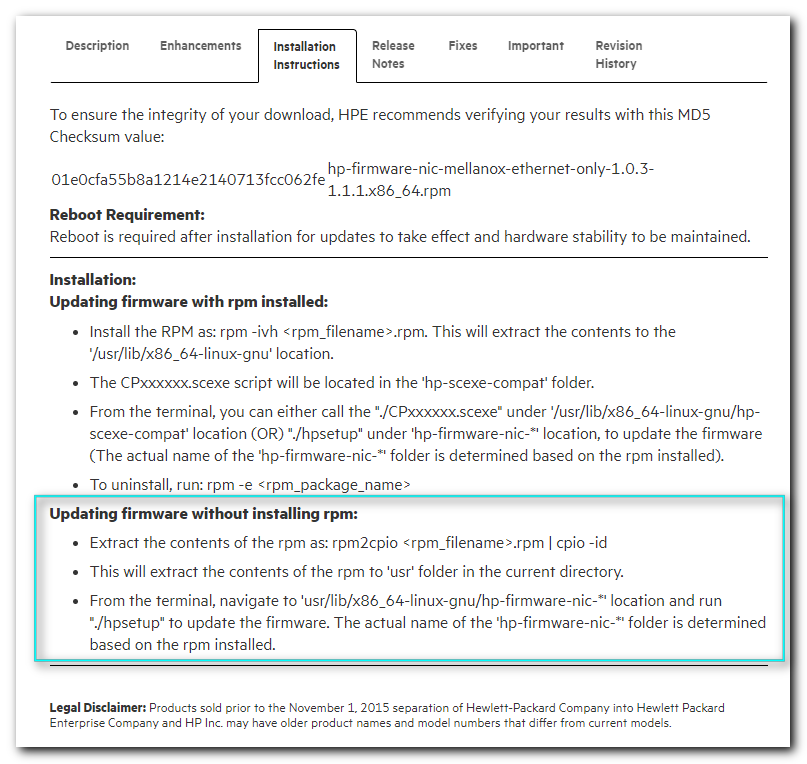 Description Enhancements Installation Instructions Release Notes Fixes Important Revision History
To ensure the integrity of your download, HPE recommends verifying your results with this MD5
Checksum value:
01e0cfa55b8a1214e2140713fcc062fe hp-firmware-nic-mellanox-ethernet-only-1.0.3-
1.1.1.x86_64.rpm
Reboot Requirement:
Reboot is required after installation for updates to take effect and hardware stability to be maintained.
Installation:
Updating firmware with rpm installed:
• Install the RPM as: rpm -ivh <rpm_filename>.rpm. This will extract the contents to the
'/usr/lib/x86_64-linux-gnu' location.
• The CPxxxxxx.scexe script will be located in the 'hp-scexe-compat' folder.
• From the terminal, you can either call the "./CPxxxxxx.scexe" under '/usr/lib/x86_64-linux-gnu/hp-
scexe-compat' location (OR) "./hpsetup" under 'hp-firmware-nic-*' location, to update the firmware
(The actual name of the 'hp-firmware-nic-*' folder is determined based on the rpm installed).
• To uninstall, run: rpm -e <rpm_package_name>
Updating firmware without installing rpm:
• Extract the contents of the rpm as: rpm2cpio <rpm_filename>.rpm | cpio -id
• This will extract the contents of the rpm to 'usr' folder in the current directory.
• From the terminal, navigate to 'usr/lib/x86_64-linux-gnu/hp-firmware-nic-*' location and run
"./hpsetup" to update the firmware. The actual name of the 'hp-firmware-nic-*' folder is determined
based on the rpm installed.
Legal Disclaimer: Products sold prior to the November 1, 2015 separation of Hewlett-Packard Company into Hewlett Packard
Enterprise Company and HP Inc. may have older product names and model numbers that differ from current models.